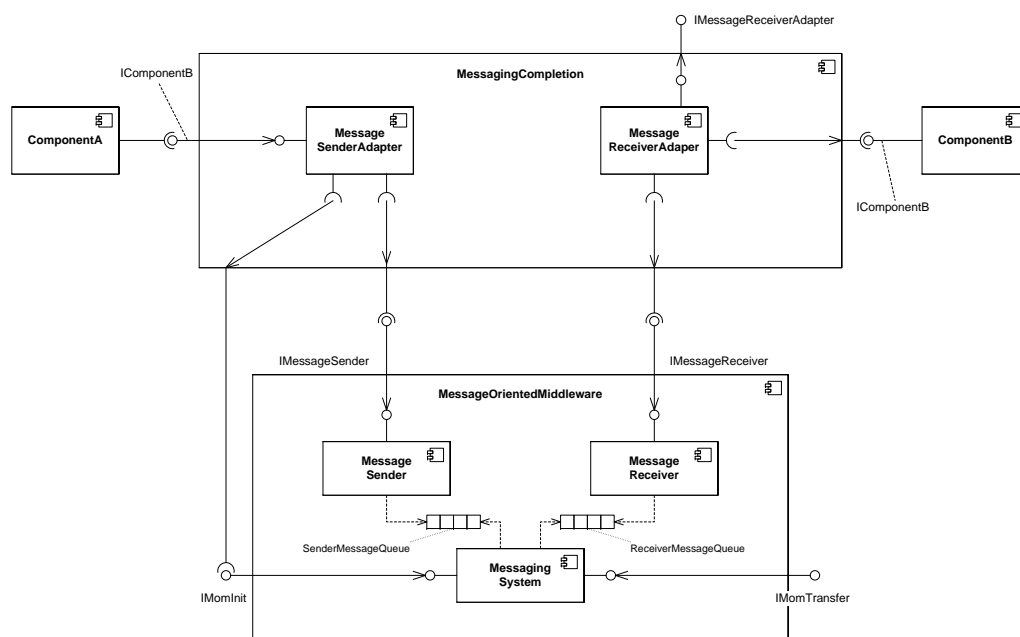 IMessageReceiverAdapter
IComponentB
MessagingCompletion
ComponentA
Message
SenderAdapter
Message
ReceiverAdaper
ComponentB
IComponentB
IMessageSender
IMessageReceiver
MessageOrientedMiddleware
Message
Sender
Message
Receiver
SenderMessageQueue
ReceiverMessageQueue
Messaging
System
IMomInit
IMomTransfer